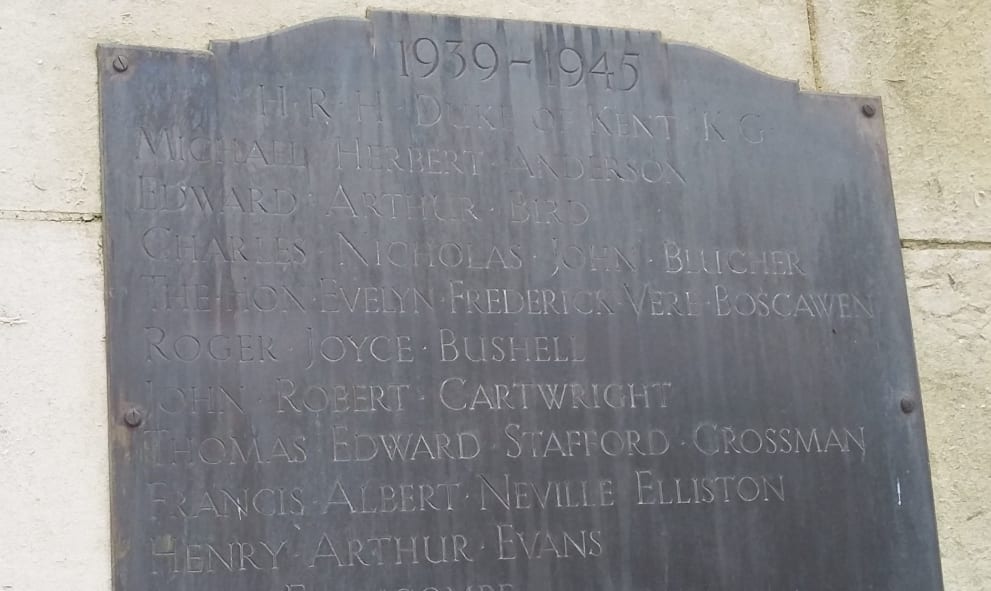 1939-1945
H·R·H·DUKE OF KENT K·G·
MICHAEL HERBERT ANDERSON
EDWARD ARTHUR BIRD
CHARLES NICHOLAS JOHN BLUCHER
THE·HON·EVELYN·FREDERICK·VERE·BOSCAWEN
ROGER JOYCE BUSHELL
JOHN ROBERT CARTWRIGHT
THOMAS EDWARD STAFFORD CROSSMAN
FRANCIS ALBERT NEVILLE ELLISTON
HENRY ARTHUR EVANS